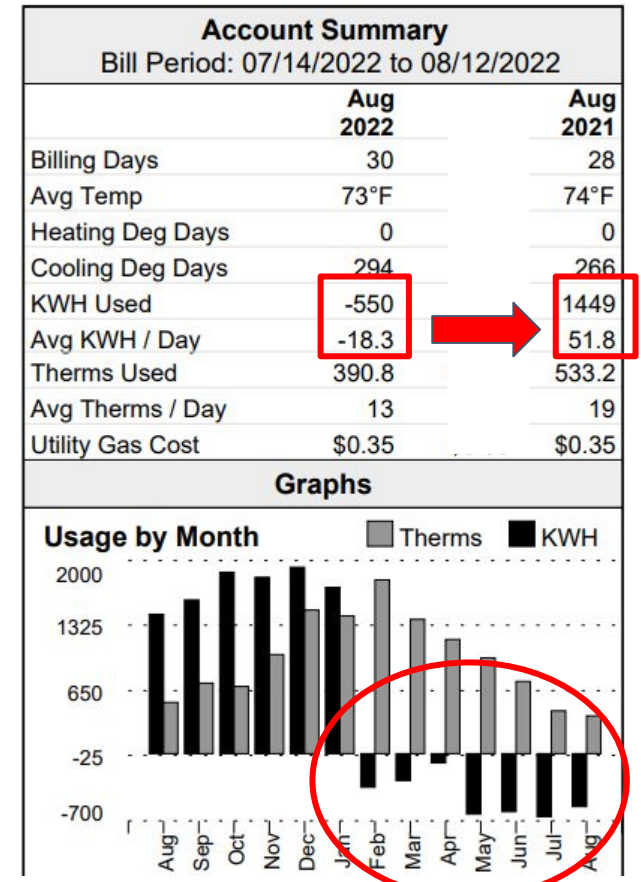 Account Summary
Bill Period: 07/14/2022 to 08/12/2022
Aug 2022 Aug 2021
Billing Days 30 28
Avg Temp 73°F 74°F
Heating Deg Days 0 0
Cooling Deg Days 294 266
KWH Used -550 1449
Avg KWH / Day -18.3 51.8
Therms Used 390.8 533.2
Avg Therms / Day 13 19
Utility Gas Cost $0.35 $0.35
Graphs
Usage by Month Therms KWH
2000
1325
650
-25
-700
Aug Sep Oct Nov Dec Jan Feb Mar Apr May Jun Jul Aug